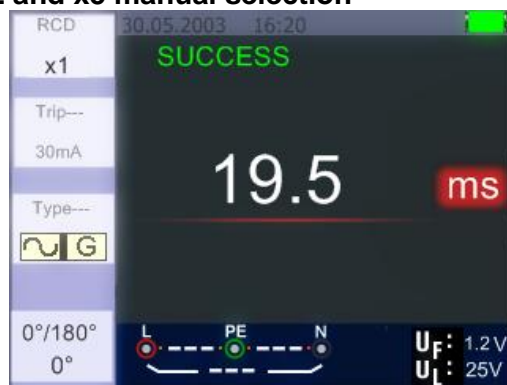 and x5 manual selection
RCD 30.05.2003 16:20
x1
SUCCESS
Trip---
30mA
19.5 ms
Type---
G
0°/180°
0°
L PE N
UF: 1.2V
UL: 25V